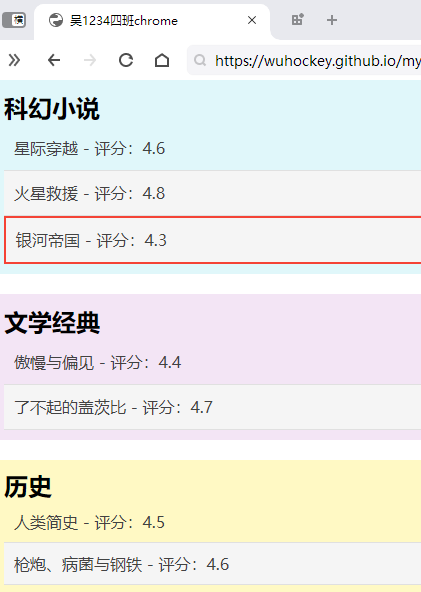 吴1234四班chrome
https://wuhockey.github.io/my
科幻小说
星际穿越 - 评分：4.6
火星救援 - 评分：4.8
银河帝国 - 评分：4.3
文学经典
傲慢与偏见 - 评分：4.4
了不起的盖茨比 - 评分：4.7
历史
人类简史 - 评分：4.5
枪炮、病菌与钢铁 - 评分：4.6